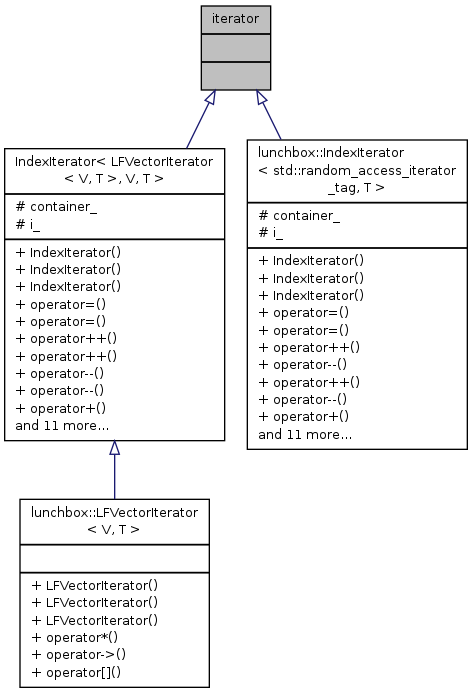 iterator
IndexIterator< LFVectorIterator
< V, T >, V, T >
# container_
# i_
+ IndexIterator()
+ IndexIterator()
+ IndexIterator()
+ operator=()
+ operator=()
+ operator++()
+ operator++()
+ operator--()
+ operator--()
+ operator+()
and 11 more...
lunchbox::IndexIterator
< std::random_access_iterator
_tag, T >
# container_
# i_
+ IndexIterator()
+ IndexIterator()
+ IndexIterator()
+ operator=()
+ operator=()
+ operator++()
+ operator--()
+ operator++()
+ operator--()
+ operator+()
and 11 more...
lunchbox::LFVectorIterator
< V, T >
+ LFVectorIterator()
+ LFVectorIterator()
+ LFVectorIterator()
+ operator*()
+ operator->()
+ operator[]()